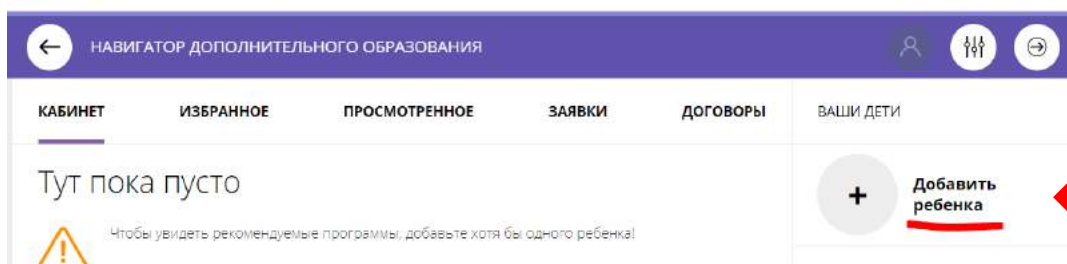 НАВИГАТОР ДОПОЛНИТЕЛЬНОГО ОБРАЗОВАНИЯ
КАБИНЕТ ИЗБРАННОЕ ПРОСМОТРЕННОЕ ЗАЯВКИ ДОГОВОРЫ ВАШИ ДЕТИ
Тут пока пусто
Добавить
ребенка
Чтобы увидеть рекомендуемые программы, добавьте хотя бы одного ребенка!